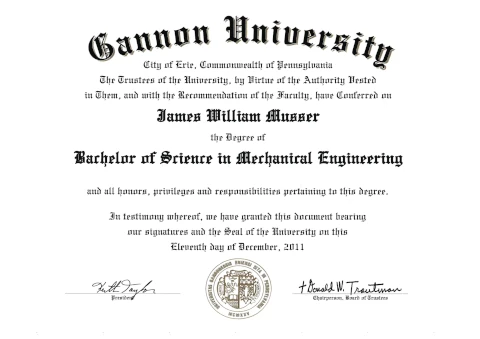 Gannon University
City of Erie, Commonwealth of Pennsylvania
The Trustees of the University, by Virtue of the Authority Vested
in Them, and with the Recommendation of the Faculty, have Conferred on
James William Musser
the Degree of
Bachelor of Science in Mechanical Engineering
and all honors, privileges and responsibilities pertaining to this degree.
In testimony whereof, we have granted this document bearing
our signatures and the Seal of the University on this
Eleventh day of December, 2011
Keith Taylor
President
+ Donald W. Trautman
Chairperson, Board of Trustees
MCMXXV